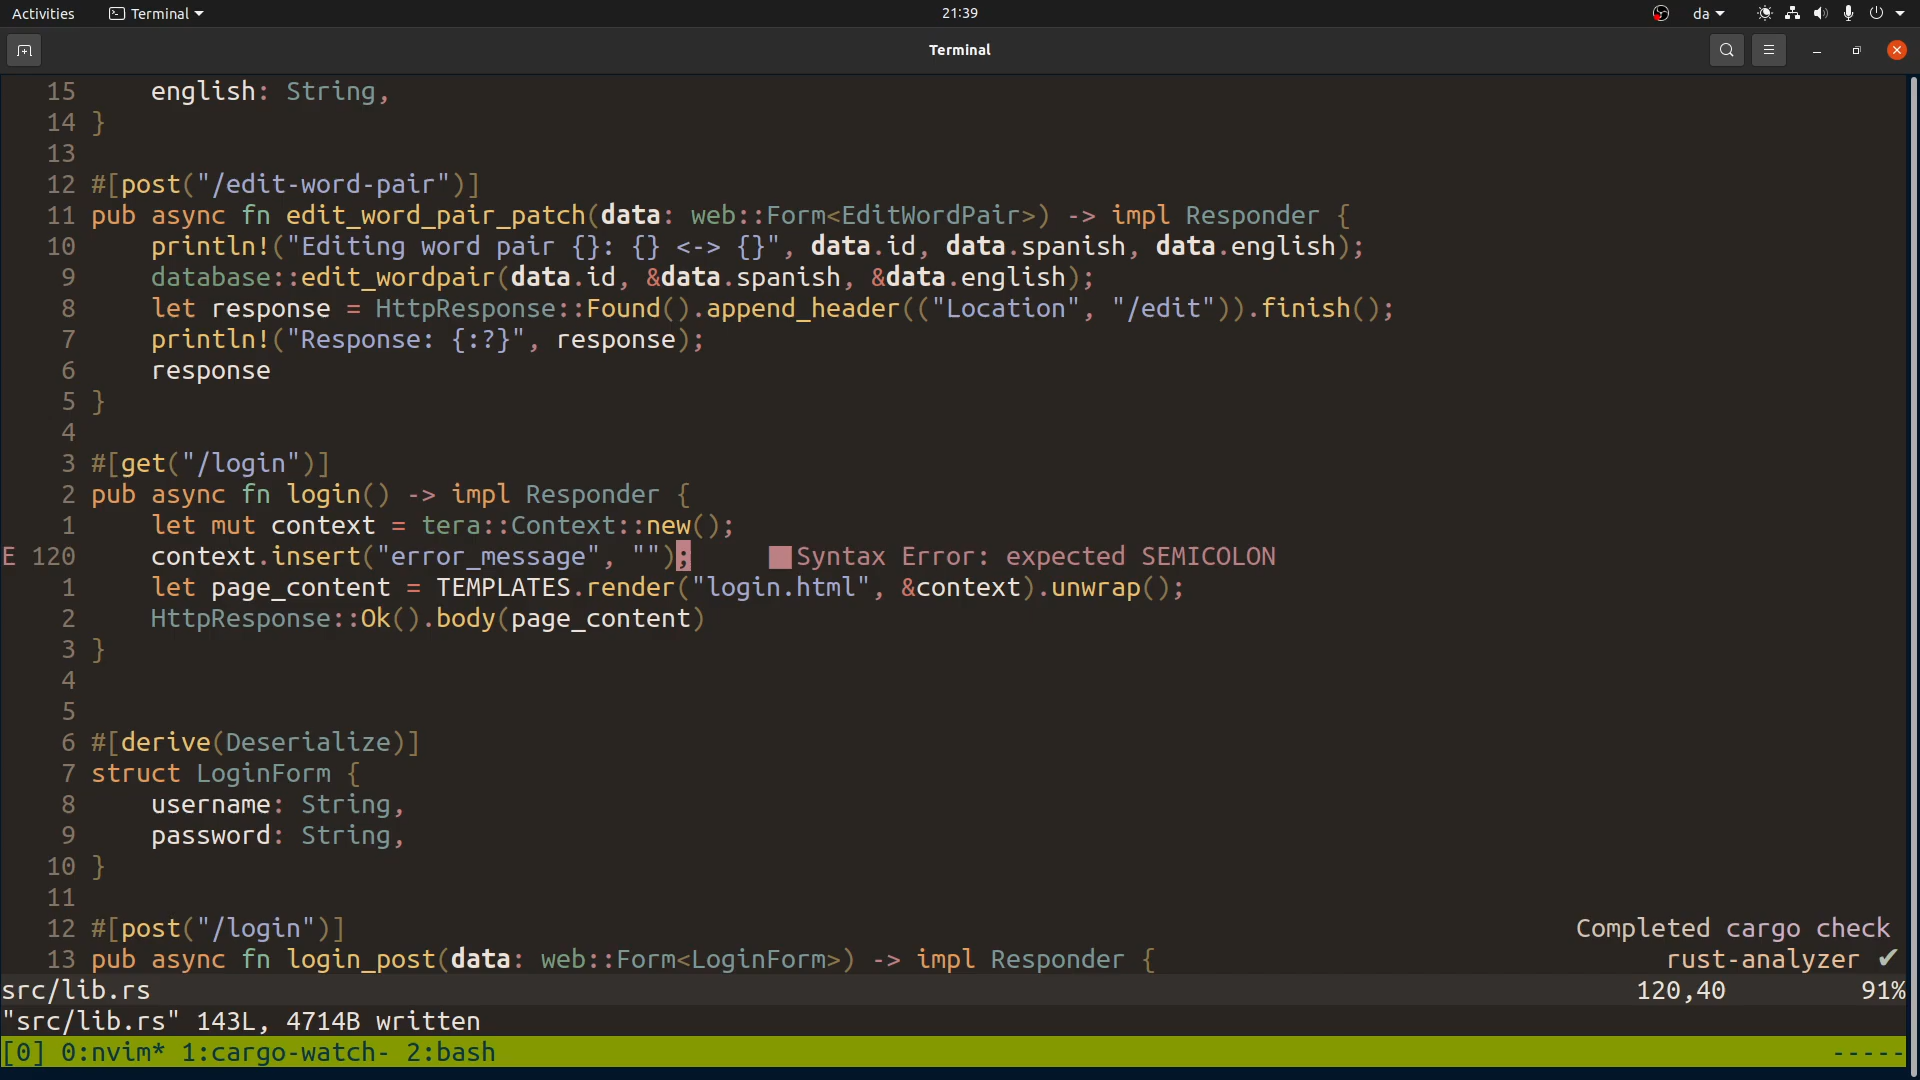 Activities Terminal 21:39 da
Terminal
15 english: String,
14 }
13
12 #[post("/edit-word-pair")]
11 pub async fn edit_word_pair_patch(data: web::Form<EditWordPair>) -> impl Responder {
10 println!("Editing word pair {}: {} <-> {}", data.id, data.spanish, data.english);
9 database::edit_wordpair(data.id, &data.spanish, &data.english);
8 let response = HttpResponse::Found().append_header(("Location", "/edit")).finish();
7 println!("Response: {:?}", response);
6 response
5 }
4
3 #[get("/login")]
2 pub async fn login() -> impl Responder {
1 let mut context = tera::Context::new();
E 120 context.insert("error_message", ""); ■Syntax Error: expected SEMICOLON
1 let page_content = TEMPLATES.render("login.html", &context).unwrap();
2 HttpResponse::Ok().body(page_content)
3 }
4
5
6 #[derive(Deserialize)]
7 struct LoginForm {
8 username: String,
9 password: String,
10 }
11
12 #[post("/login")] Completed cargo check
13 pub async fn login_post(data: web::Form<LoginForm>) -> impl Responder { rust-analyzer ✔
src/lib.rs 120,40 91%
"src/lib.rs" 143L, 4714B written
[0] 0:nvim* 1:cargo-watch- 2:bash -----